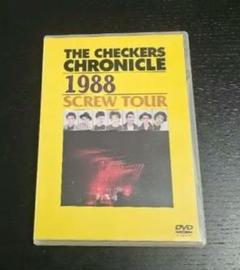 THE CHECKERS
CHRONICLE
1988
SCREW TOUR
DVD